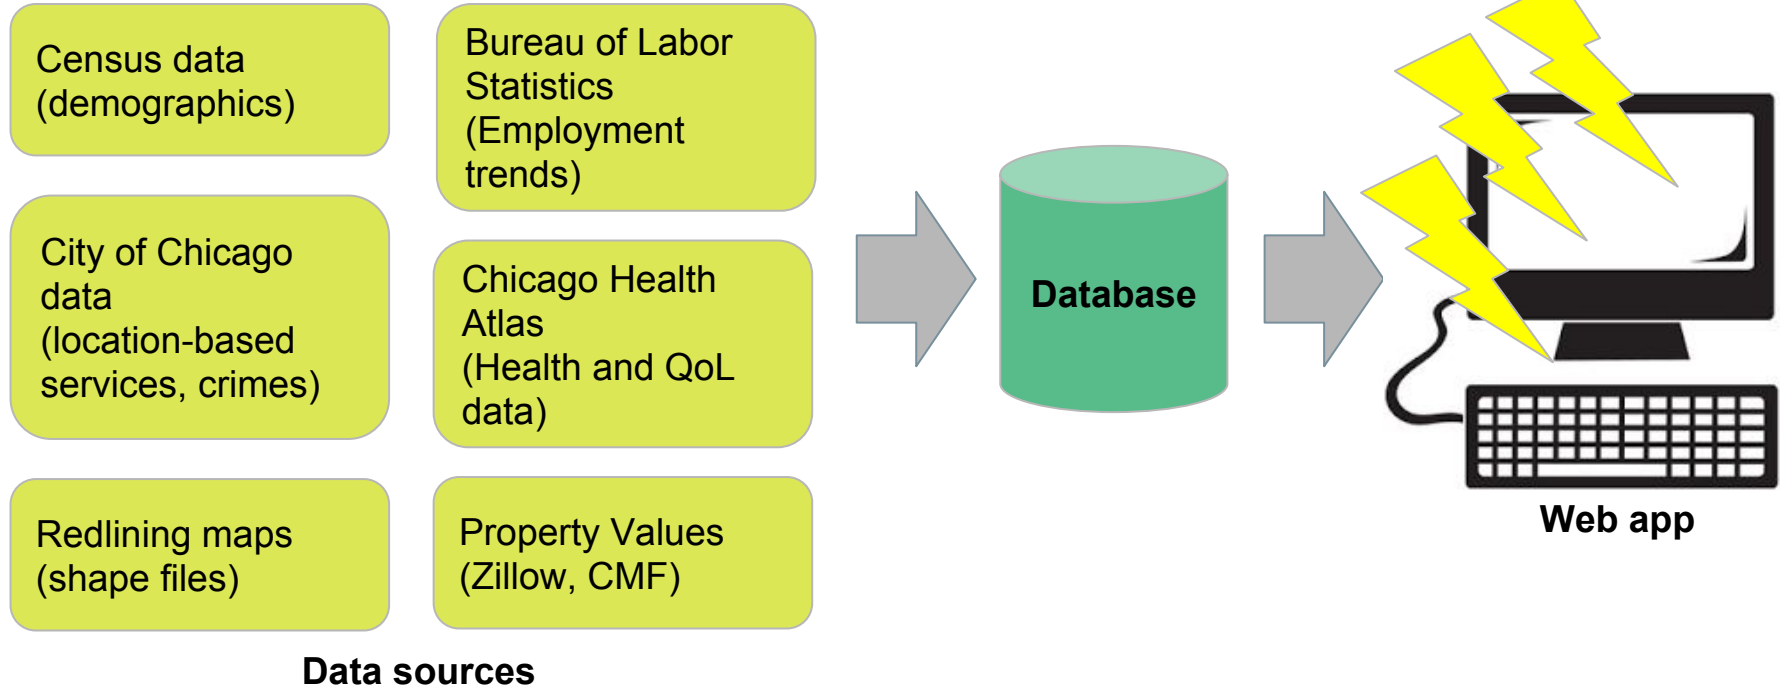 Census data
(demographics)
Bureau of Labor
Statistics
(Employment
trends)
City of Chicago
data
(location-based
services, crimes)
Chicago Health
Atlas
(Health and QoL
data)
Redlining maps
(shape files)
Property Values
(Zillow, CMF)
Data sources
Database
Web app